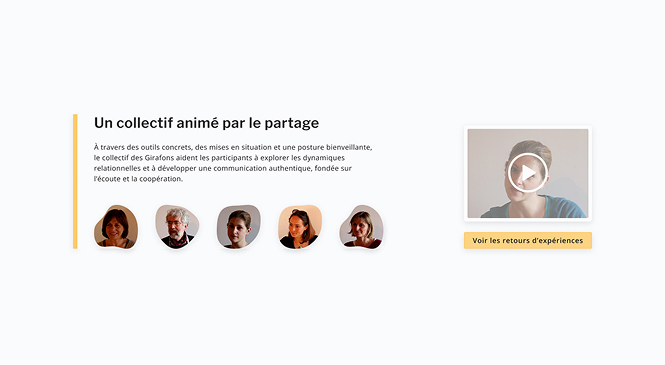 Un collectif animé par le partage
À travers des outils concrets, des mises en situation et une posture bienveillante,
le collectif des Girafons aident les participants à explorer les dynamiques
relationnelles et à développer une communication authentique, fondée sur
l'écoute et la coopération.
Voir les retours d'expériences